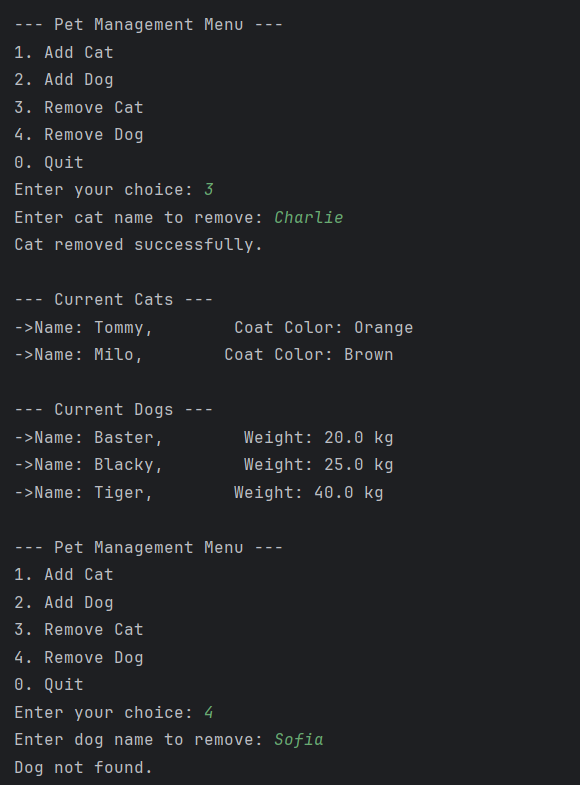 --- Pet Management Menu ---
1. Add Cat
2. Add Dog
3. Remove Cat
4. Remove Dog
0. Quit
Enter your choice: 3
Enter cat name to remove: Charlie
Cat removed successfully.

--- Current Cats ---
->Name: Tommy,        Coat Color: Orange
->Name: Milo,        Coat Color: Brown

--- Current Dogs ---
->Name: Baster,        Weight: 20.0 kg
->Name: Blacky,        Weight: 25.0 kg
->Name: Tiger,        Weight: 40.0 kg

--- Pet Management Menu ---
1. Add Cat
2. Add Dog
3. Remove Cat
4. Remove Dog
0. Quit
Enter your choice: 4
Enter dog name to remove: Sofia
Dog not found.